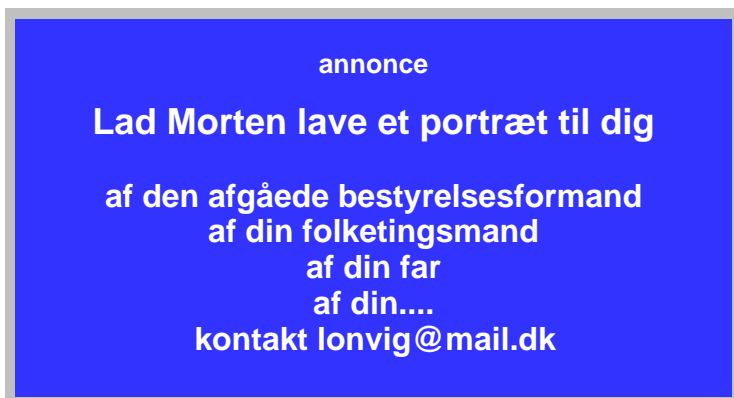 annonce
Lad Morten lave et portræt til dig
af den afgåede bestyrelsesformand
af din folketingsmand
af din far
af din....
kontakt lonvig@mail.dk